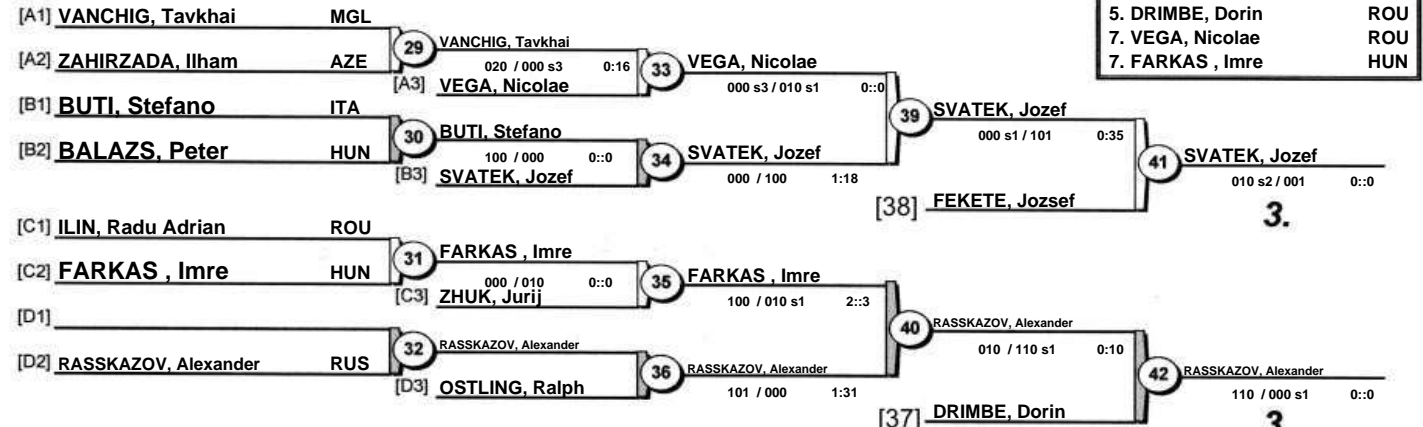 [A1] VANCHIG, Tavkhai MGL
5. DRIMBE, Dorin ROU
7. VEGA, Nicolae ROU
7. FARKAS , Imre HUN
29
VANCHIG, Tavkhai
[A2] ZAHIRZADA, Ilham AZE
020 / 000 s3 0:16
33
VEGA, Nicolae
[A3] VEGA, Nicolae
000 s3 / 010 s1 0::0
[B1] BUTI, Stefano ITA
39
SVATEK, Jozef
30
BUTI, Stefano
000 s1 / 101 0:35
[B2] BALAZS, Peter HUN
100 / 000 0::0
34
SVATEK, Jozef
41
SVATEK, Jozef
[B3] SVATEK, Jozef
000 / 100 1:18
010 s2 / 001 0::0
[38] FEKETE, Jozsef
3.
[C1] ILIN, Radu Adrian ROU
31
FARKAS , Imre
[C2] FARKAS , Imre HUN
000 / 010 0::0
35
FARKAS , Imre
[C3] ZHUK, Jurij
100 / 010 s1 2::3
[D1]
40
RASSKAZOV, Alexander
32
RASSKAZOV, Alexander
010 / 110 s1 0:10
[D2] RASSKAZOV, Alexander RUS
36
RASSKAZOV, Alexander
42
RASSKAZOV, Alexander
[D3] OSTLING, Ralph
101 / 000 1:31
110 / 000 s1 0::0
[37] DRIMBE, Dorin
3.